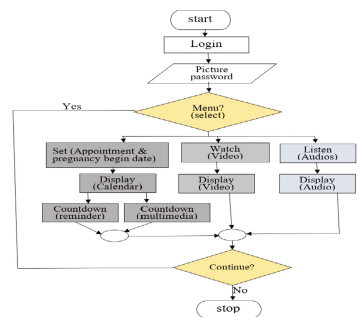 start
Login
Picture
password
Yes
Menu?
(select)
Set (Appointment &
pregnancy begin date)
Watch
(Video)
Listen
(Audios)
Display
(Calendar)
Display
(Video)
Display
(Audio)
Countdown
(reminder)
Countdown
(multimedia)
Continue?
No
stop